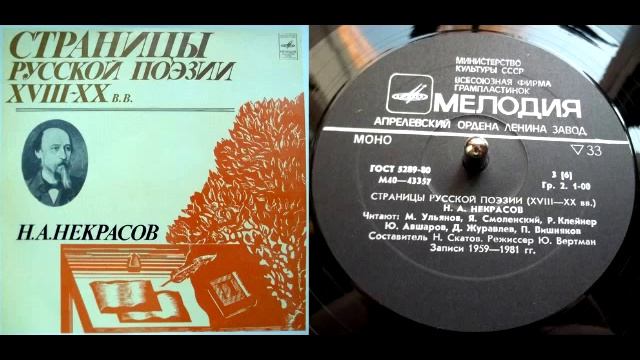 СТРАНИЦЫ
РУССКОЙ ПОЭЗИИ
XVIII-XX В.В.
Н.А.НЕКРАСОВ
МИНИСТЕРСТВО
КУЛЬТУРЫ СССР
ВСЕСОЮЗНАЯ ФИРМА
ГРАМПЛАСТИНОК
МЕЛОДИЯ
АПРЕЛЕВСКИЙ ОРДЕНА ЛЕНИНА ЗАВОД
МОНО
▽33
ГОСТ 5289-80
М40—43357
3 [6]
Гр. 2. 1-00
СТРАНИЦЫ РУССКОЙ ПОЭЗИИ (XVIII—XX вв.)
Н. А. НЕКРАСОВ
Читают: М. Ульянов, Я. Смоленский, Р. Клейнер
Ю. Авшаров, Д. Журавлев, П. Вишняков
Составитель Н. Скатов. Режиссер Ю. Вертман
Записи 1959—1981 гг.